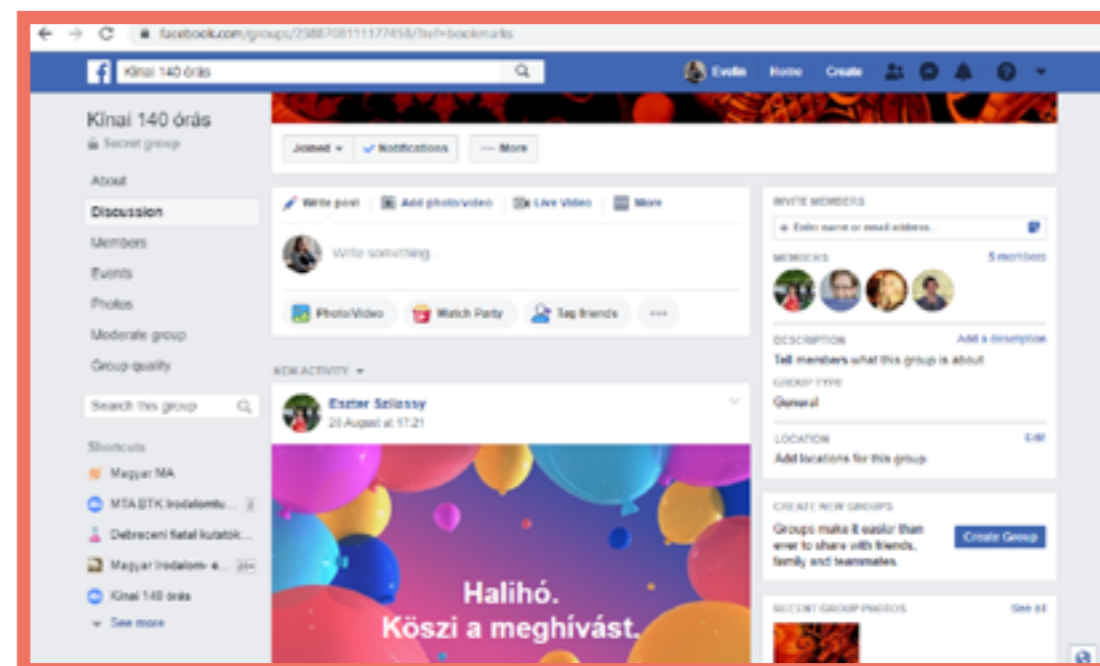 facebook.com/groups/2388708111177458/?ref=bookmarks
Kínai 140 órás
Evelin Home Create
Kínai 140 órás
Secret group
About
Discussion
Members
Events
Photos
Moderate group
Group quality
Search this group
Shortcuts
Magyar MA
MTA BTK Irodalomtu...
Debreceni fiatal kutatók...
Magyar Irodalom- é... 20+
Kínai 140 órás
See more
Joined Notifications More
Write post Add photo/video Live Video More
Write something...
Photo/Video Watch Party Tag friends
NEW ACTIVITY
Eszter Szilassy
20 August at 17:21
Halihó.
Köszi a meghívást.
INVITE MEMBERS
+ Enter name or email address...
MEMBERS 5 members
DESCRIPTION Add a description
Tell members what this group is about
GROUP TYPE
General
LOCATION Edit
Add locations for this group.
CREATE NEW GROUPS
Groups make it easier than
ever to share with friends,
family and teammates.
Create Group
RECENT GROUP PHOTOS See all